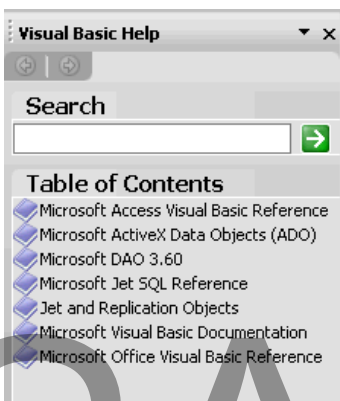 Visual Basic Help
Search
Table of Contents
Microsoft Access Visual Basic Reference
Microsoft ActiveX Data Objects (ADO)
Microsoft DAO 3.60
Microsoft Jet SQL Reference
Jet and Replication Objects
Microsoft Visual Basic Documentation
Microsoft Office Visual Basic Reference